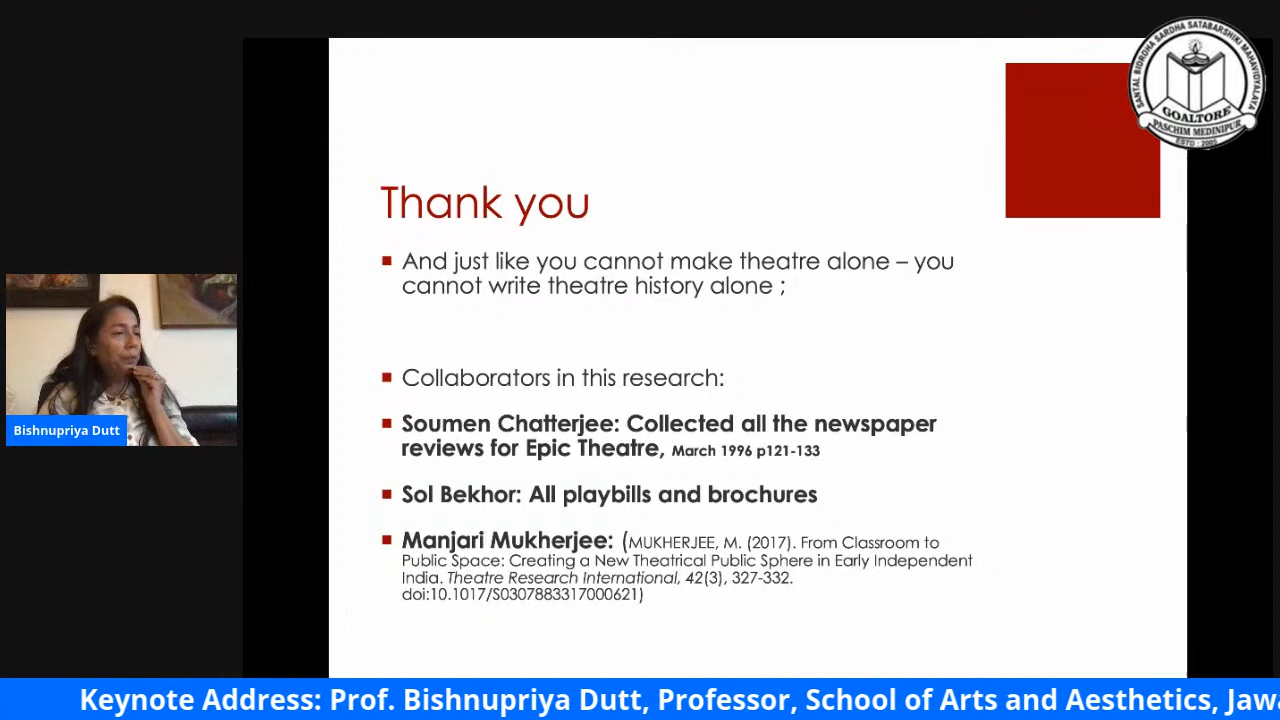 SANTAL BIDROHA SARDHA SATABARSHIKI MAHAVIDYALAYA
GOALTORE
PASCHIM MEDINIPUR
ESTD : 2005
Thank you
And just like you cannot make theatre alone – you
cannot write theatre history alone ;
Collaborators in this research:
Soumen Chatterjee: Collected all the newspaper
reviews for Epic Theatre, March 1996 p121-133
Sol Bekhor: All playbills and brochures
Manjari Mukherjee: (MUKHERJEE, M. (2017). From Classroom to
Public Space: Creating a New Theatrical Public Sphere in Early Independent
India. Theatre Research International, 42(3), 327-332.
doi:10.1017/S0307883317000621)
Bishnupriya Dutt
Keynote Address: Prof. Bishnupriya Dutt, Professor, School of Arts and Aesthetics, Jawa